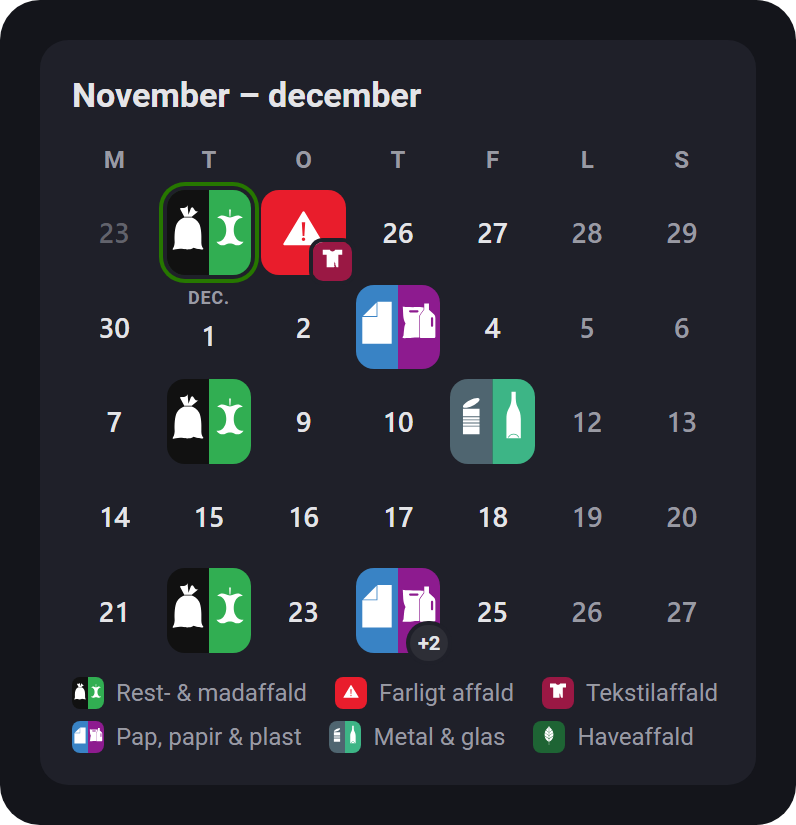 November – december
M T O T F L S
23 26 27 28 29
DEC.
30 1 2 4 5 6
7 9 10 12 13
14 15 16 17 18 19 20
21 23 25 26 27
+2
Rest- & madaffald Farligt affald Tekstilaffald
Pap, papir & plast Metal & glas Haveaffald